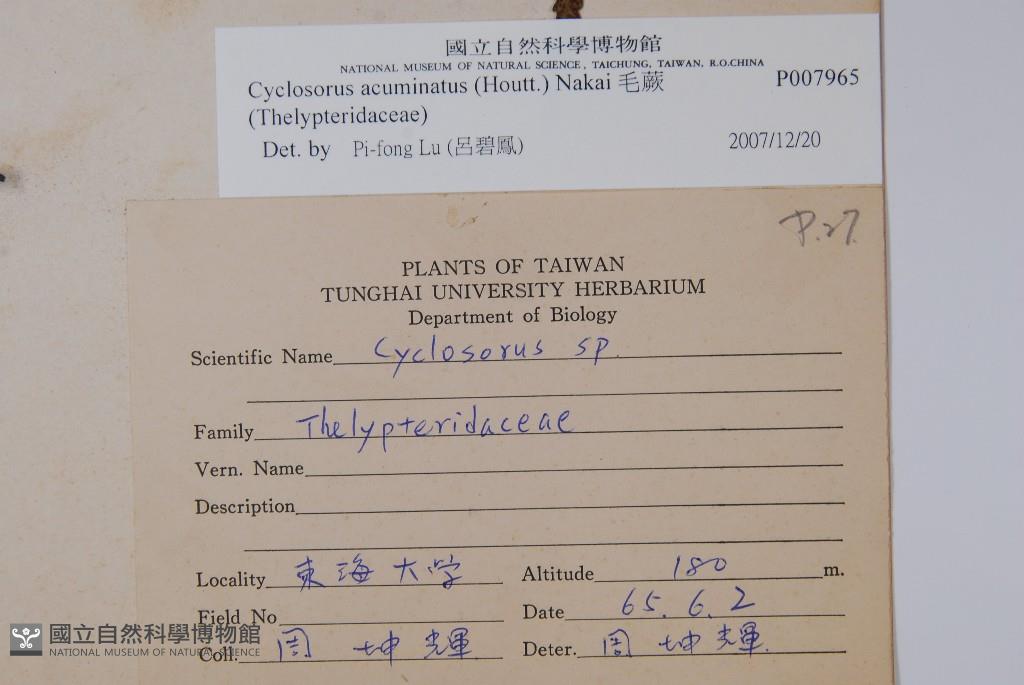 國立自然科學博物館
NATIONAL MUSEUM OF NATURAL SCIENCE, TAICHUNG, TAIWAN, R.O.CHINA
Cyclosorus acuminatus (Houtt.) Nakai 毛蕨 P007965
(Thelypteridaceae)
Det. by Pi-fong Lu (呂碧鳳) 2007/12/20
P.27.
PLANTS OF TAIWAN
TUNGHAI UNIVERSITY HERBARIUM
Department of Biology
Scientific Name Cyclosorus sp.
Family Thelypteridaceae
Vern. Name
Description
Locality 東海大学 Altitude 180 m.
Field No Date 65.6.2
Coll. 周坤輝 Deter. 周坤輝.
國立自然科學博物館
NATIONAL MUSEUM OF NATURAL SCIENCE